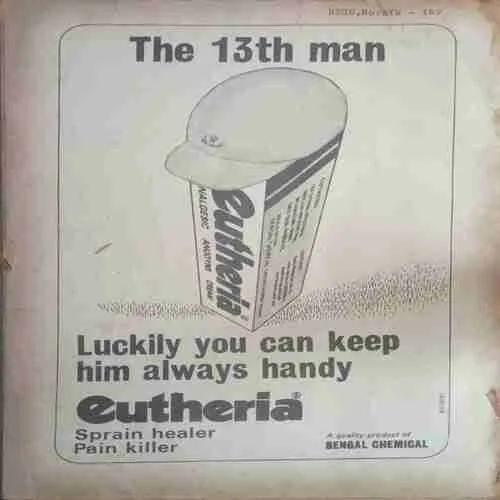 The 13th man
eutheria
ANALGESIC
Luckily you can keep
him always handy
eutheria®
Sprain healer
Pain killer
A quality product of
BENGAL CHEMICAL